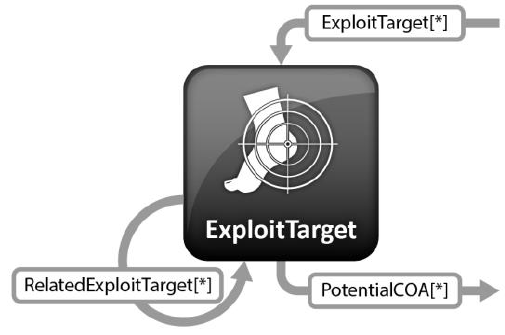 ExploitTarget[*]
ExploitTarget
RelatedExploitTarget[*]
PotentialCOA[*]